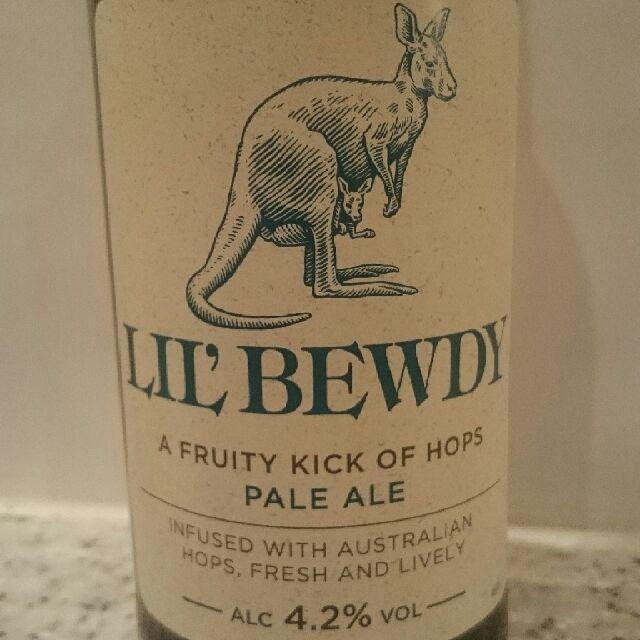 LIL' BEWDY
A FRUITY KICK OF HOPS
PALE ALE
INFUSED WITH AUSTRALIAN
HOPS, FRESH AND LIVELY
ALC 4.2% VOL